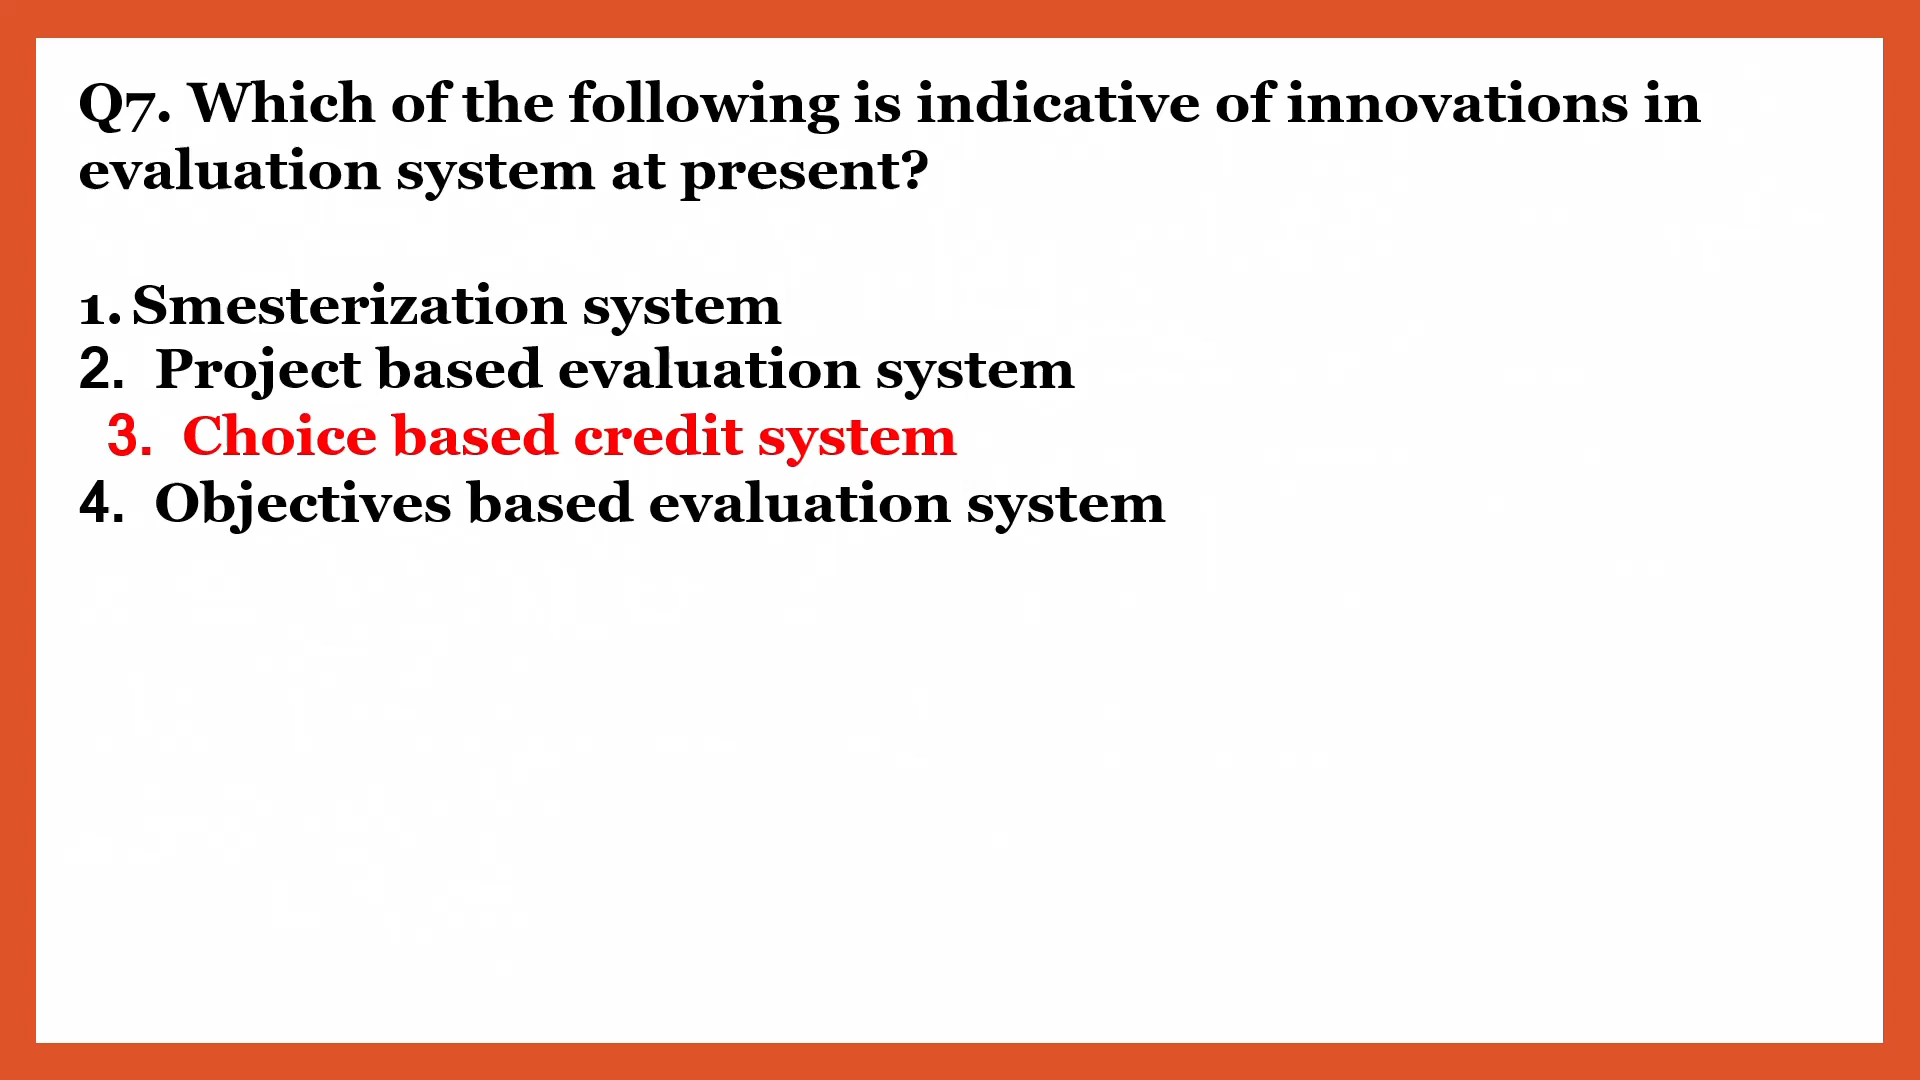 Q7. Which of the following is indicative of innovations in
evaluation system at present?
1. Smesterization system
2. Project based evaluation system
3. Choice based credit system
4. Objectives based evaluation system